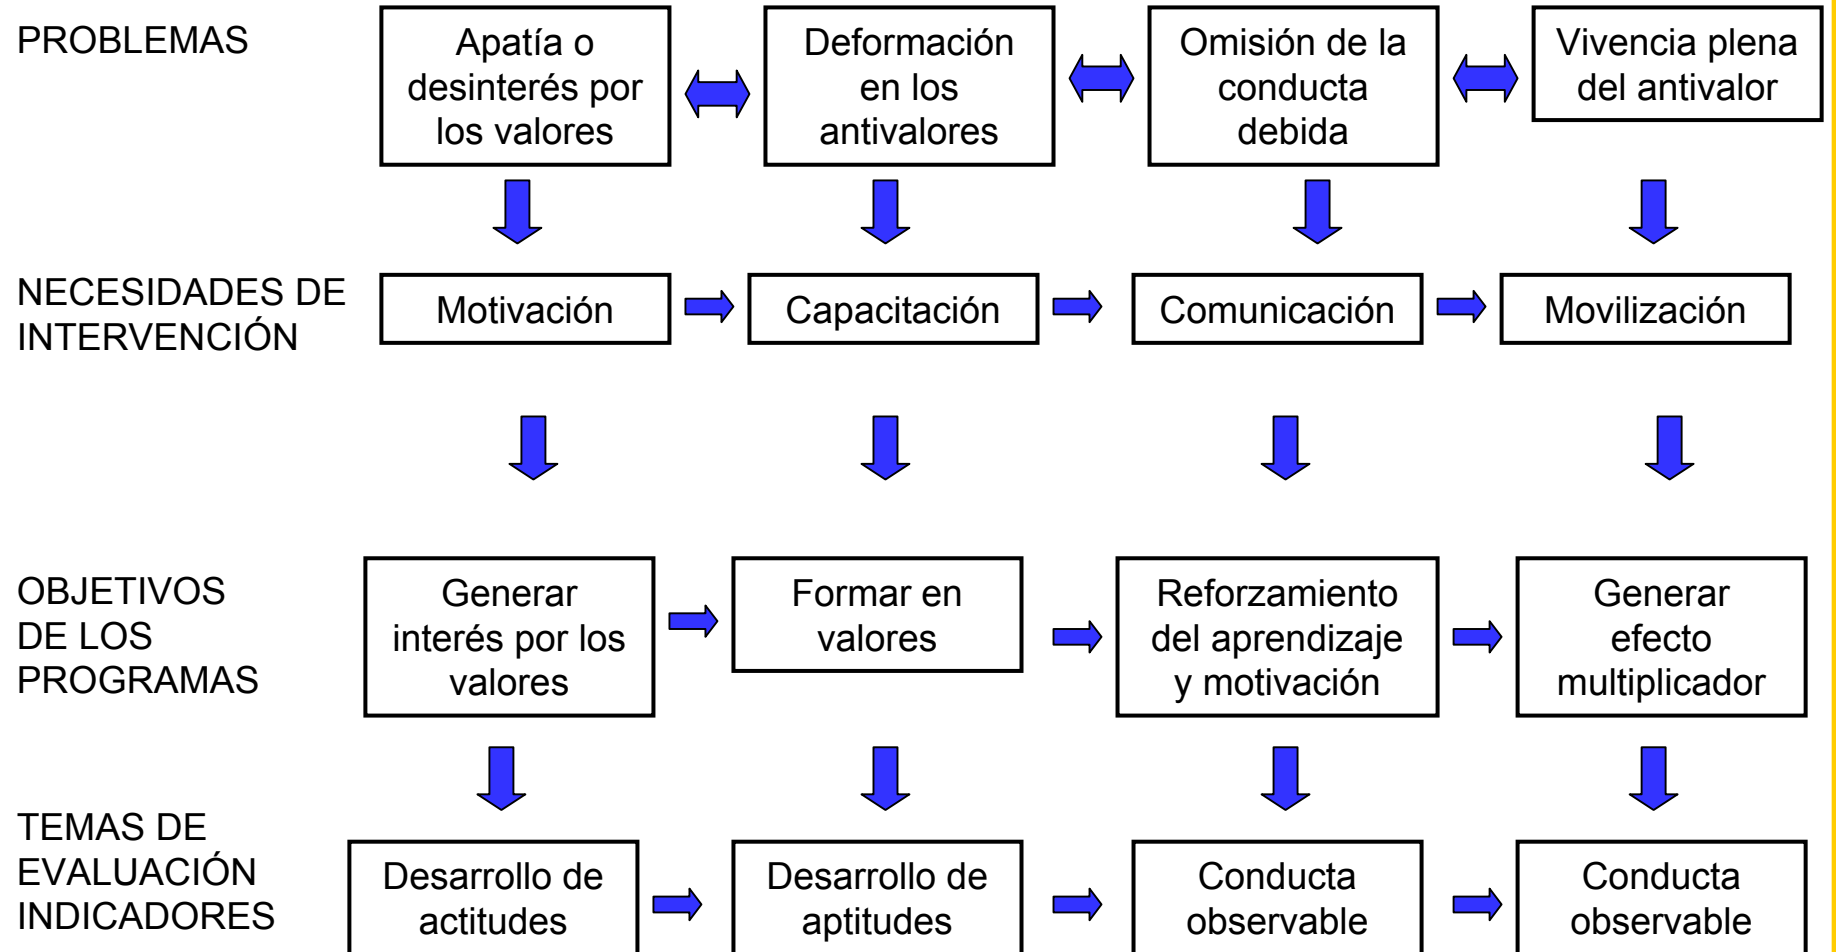 PROBLEMAS
Apatía o
desinterés por
los valores
Deformación
en los
antivalores
Omisión de la
conducta
debida
Vivencia plena
del antivalor
NECESIDADES DE
INTERVENCIÓN
Motivación
Capacitación
Comunicación
Movilización
OBJETIVOS
DE LOS
PROGRAMAS
Generar
interés por los
valores
Formar en
valores
Reforzamiento
del aprendizaje
y motivación
Generar
efecto
multiplicador
TEMAS DE
EVALUACIÓN
INDICADORES
Desarrollo de
actitudes
Desarrollo de
aptitudes
Conducta
observable
Conducta
observable